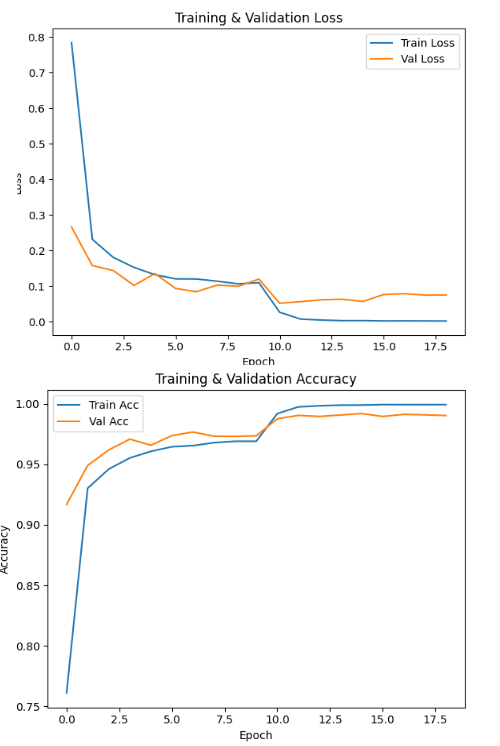 Training & Validation Loss
Train Loss
Val Loss
0.8
0.7
0.6
0.5
0.4
0.3
0.2
0.1
0.0
Loss
0.0 2.5 5.0 7.5 10.0 12.5 15.0 17.5
Epoch
Training & Validation Accuracy
Train Acc
Val Acc
1.00
0.95
0.90
0.85
0.80
0.75
Accuracy
0.0 2.5 5.0 7.5 10.0 12.5 15.0 17.5
Epoch